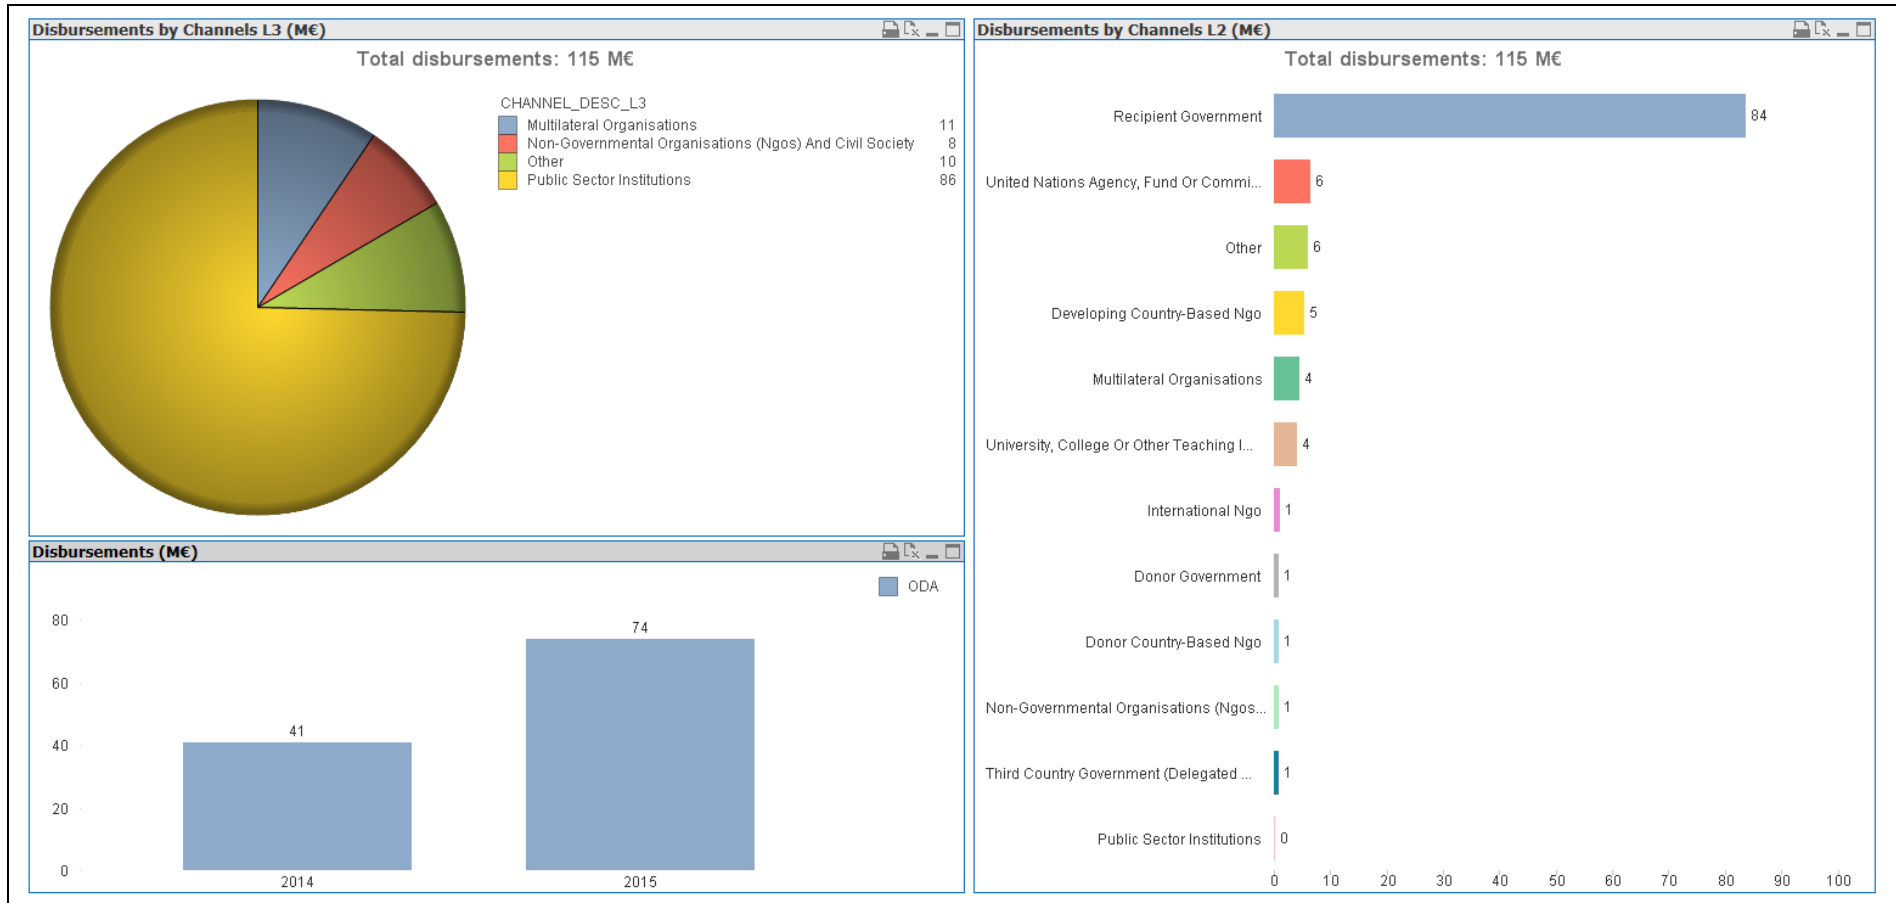 Disbursements by Channels L3 (M€)
Total disbursements: 115 M€
CHANNEL_DESC_L3
Multilateral Organisations 11
Non-Governmental Organisations (Ngos) And Civil Society 8
Other 10
Public Sector Institutions 86
Disbursements (M€)
ODA
80
60
40
20
0
41
74
2014
2015
Disbursements by Channels L2 (M€)
Total disbursements: 115 M€
Recipient Government 84
United Nations Agency, Fund Or Commi... 6
Other 6
Developing Country-Based Ngo 5
Multilateral Organisations 4
University, College Or Other Teaching I... 4
International Ngo 1
Donor Government 1
Donor Country-Based Ngo 1
Non-Governmental Organisations (Ngos... 1
Third Country Government (Delegated ... 1
Public Sector Institutions 0
0 10 20 30 40 50 60 70 80 90 100